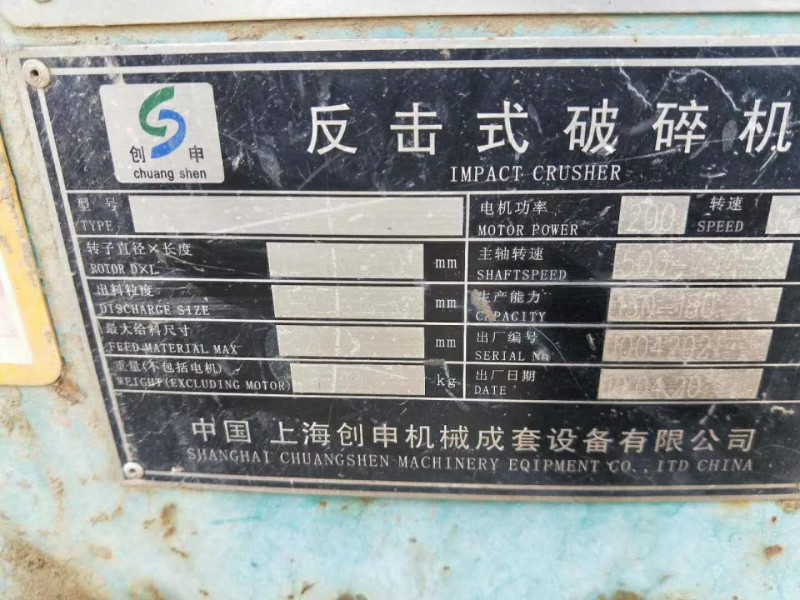 创申
chuang shen
反击式破碎机
IMPACT CRUSHER
型号
TYPE
电机功率 200 转速
MOTOR POWER SPEED
转子直径×长度
ROTOR D×L mm
主轴转速
SHAFTSPEED
出料粒度
DISCHARGE SIZE mm
生产能力
CAPACITY 130-180
最大给料尺寸
FEED MATERIAL MAX mm
出厂编号
SERIAL No
重量(不包括电机)
WEIGHT(EXCLUDING MOTOR) kg
出厂日期
DATE
中国 上海创申机械成套设备有限公司
SHANGHAI CHUANGSHEN MACHINERY EQIPMENT CO., ITD CHINA